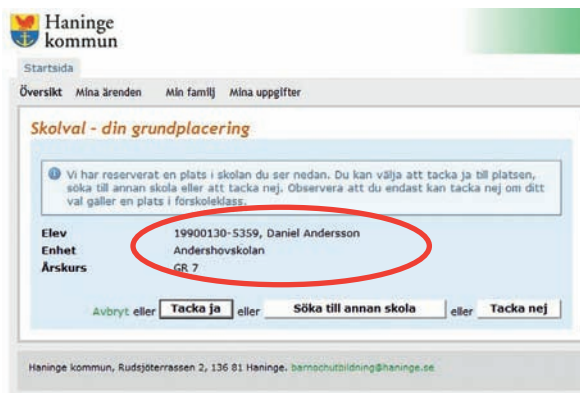 Haninge
kommun
Startsida
Översikt Mina ärenden Min familj Mina uppgifter
Skolval - din grundplacering
Vi har reserverat en plats i skolan du ser nedan. Du kan välja att tacka ja till platsen,
söka till annan skola eller att tacka nej. Observera att du endast kan tacka nej om ditt
val gäller en plats i förskoleklass.
Elev 19900130-5359, Daniel Andersson
Enhet Andershovskolan
Årskurs GR 7
Avbryt eller Tacka ja eller Söka till annan skola eller Tacka nej
Haninge kommun, Rudsjöterrassen 2, 136 81 Haninge. barnochutbildning@haninge.se